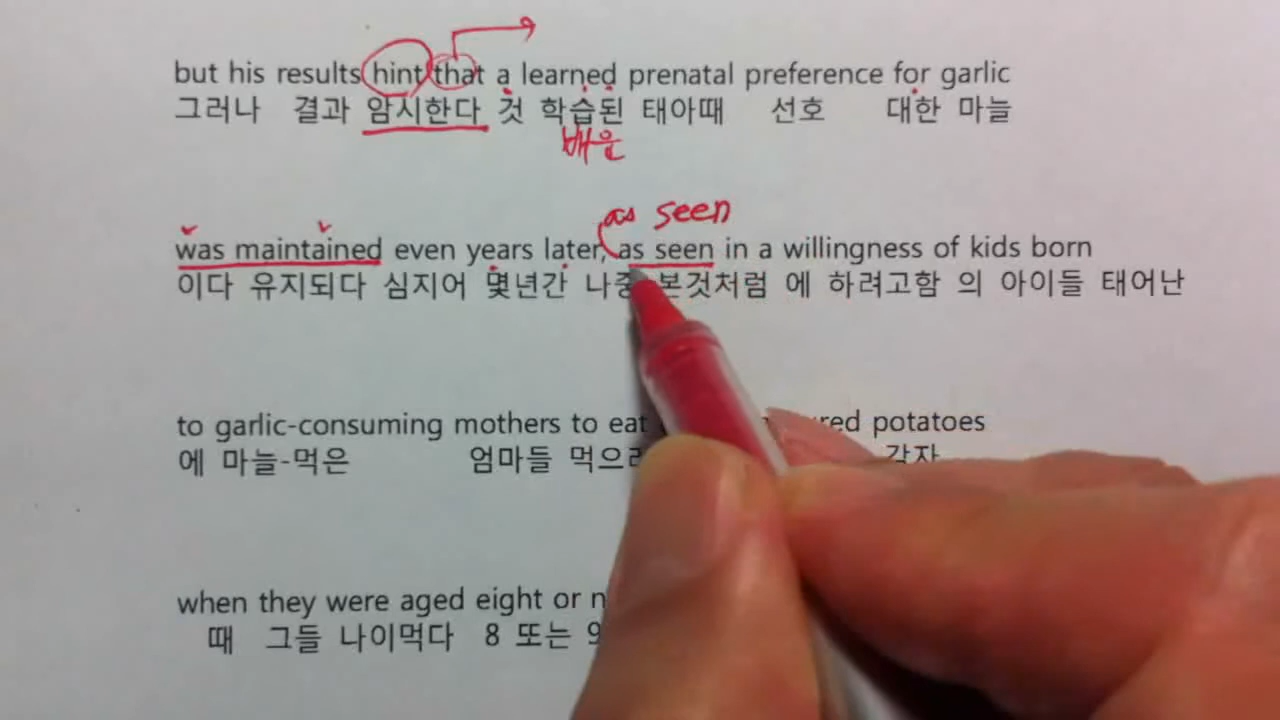 but his results hint that a learned prenatal preference for garlic
그러나 결과 암시한다 것 학습된 태아때 선호 대한 마늘
배운
as seen
was maintained even years later, as seen in a willingness of kids born
이다 유지되다 심지어 몇년간 나중 본것처럼 에 하려고함 의 아이들 태어난
to garlic-consuming mothers to eat potatoes
에 마늘-먹은 엄마들 감자
when they were aged eight or
때 그들 나이먹다 8 또는 9